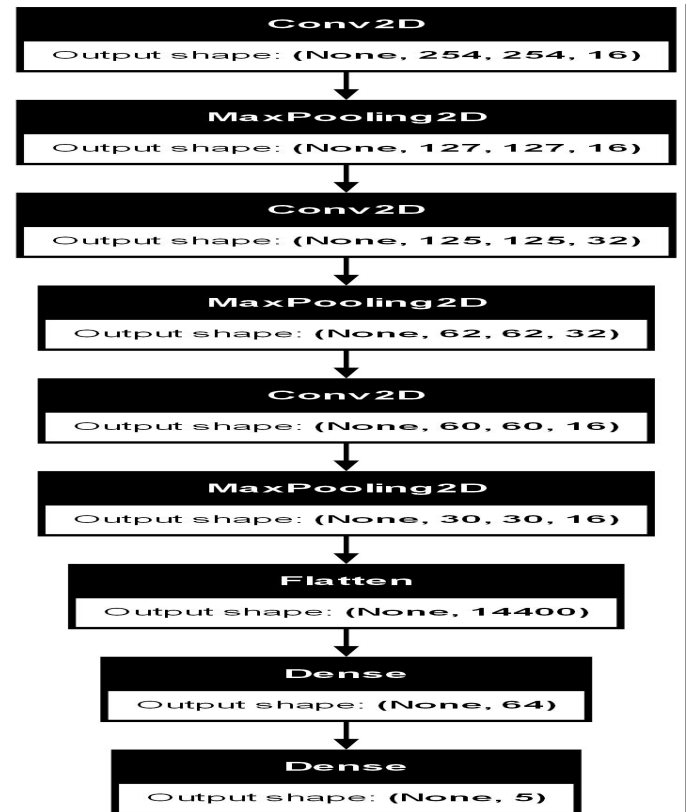 Conv2D
Output shape: (None, 254, 254, 16)
MaxPooling2D
Output shape: (None, 127, 127, 16)
Conv2D
Output shape: (None, 125, 125, 32)
MaxPooling2D
Output shape: (None, 62, 62, 32)
Conv2D
Output shape: (None, 60, 60, 16)
MaxPooling2D
Output shape: (None, 30, 30, 16)
Flatten
Output shape: (None, 14400)
Dense
Output shape: (None, 64)
Dense
Output shape: (None, 5)